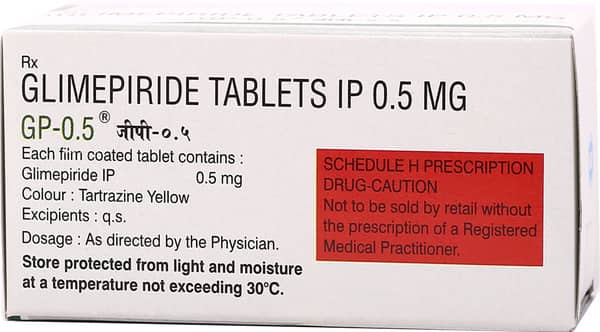 Rx
GLIMEPIRIDE TABLETS IP 0.5 MG
GP-0.5® जीपी-०.५
Each film coated tablet contains :
Glimepiride IP 0.5 mg
Colour : Tartrazine Yellow
Excipients : q.s.
Dosage : As directed by the Physician.
Store protected from light and moisture
at a temperature not exceeding 30°C.
SCHEDULE H PRESCRIPTION
DRUG-CAUTION
Not to be sold by retail without
the prescription of a Registered
Medical Practitioner.